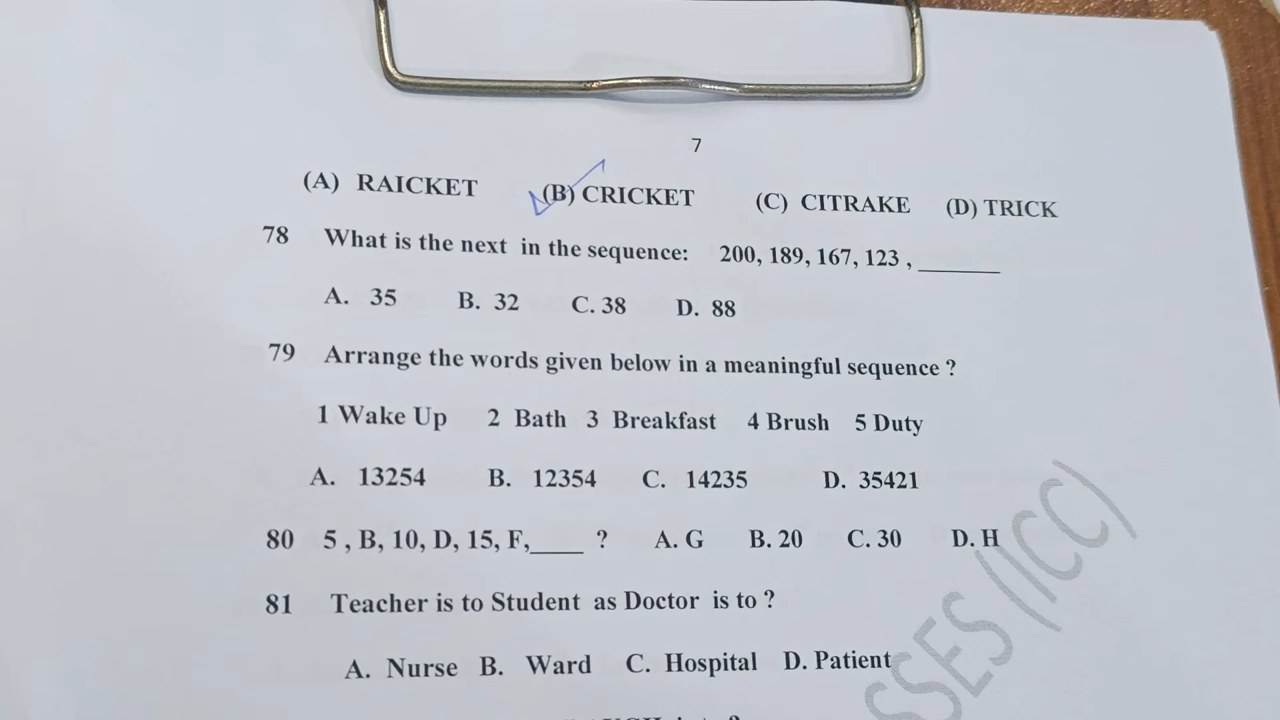 7
(A) RAICKET (B) CRICKET (C) CITRAKE (D) TRICK
78 What is the next in the sequence: 200, 189, 167, 123 , ______
A. 35 B. 32 C. 38 D. 88
79 Arrange the words given below in a meaningful sequence ?
1 Wake Up 2 Bath 3 Breakfast 4 Brush 5 Duty
A. 13254 B. 12354 C. 14235 D. 35421
80 5 , B, 10, D, 15, F,____ ? A. G B. 20 C. 30 D. H
81 Teacher is to Student as Doctor is to ?
A. Nurse B. Ward C. Hospital D. Patient
(ICC)